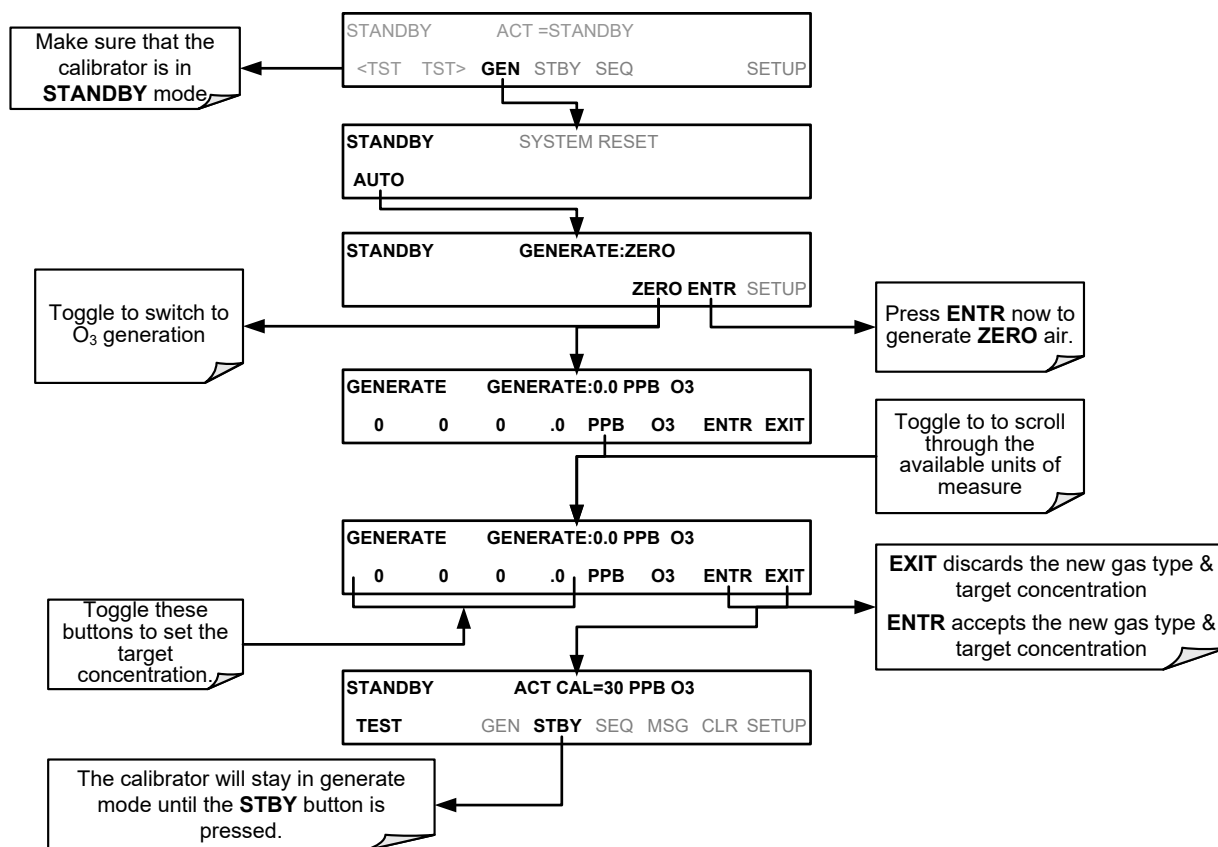 STANDBY ACT =STANDBY
<TST TST> GEN STBY SEQ SETUP
Make sure that the
calibrator is in
STANDBY mode
STANDBY SYSTEM RESET
AUTO
STANDBY GENERATE:ZERO
ZERO ENTR SETUP
Toggle to switch to
O₃ generation
Press ENTR now to
generate ZERO air.
GENERATE GENERATE:0.0 PPB O3
0 0 0 .0 PPB O3 ENTR EXIT
Toggle to to scroll
through the
available units of
measure
GENERATE GENERATE:0.0 PPB O3
0 0 0 .0 PPB O3 ENTR EXIT
EXIT discards the new gas type &
target concentration
ENTR accepts the new gas type &
target concentration
Toggle these
buttons to set the
target
concentration.
STANDBY ACT CAL=30 PPB O3
TEST GEN STBY SEQ MSG CLR SETUP
The calibrator will stay in generate
mode until the STBY button is
pressed.